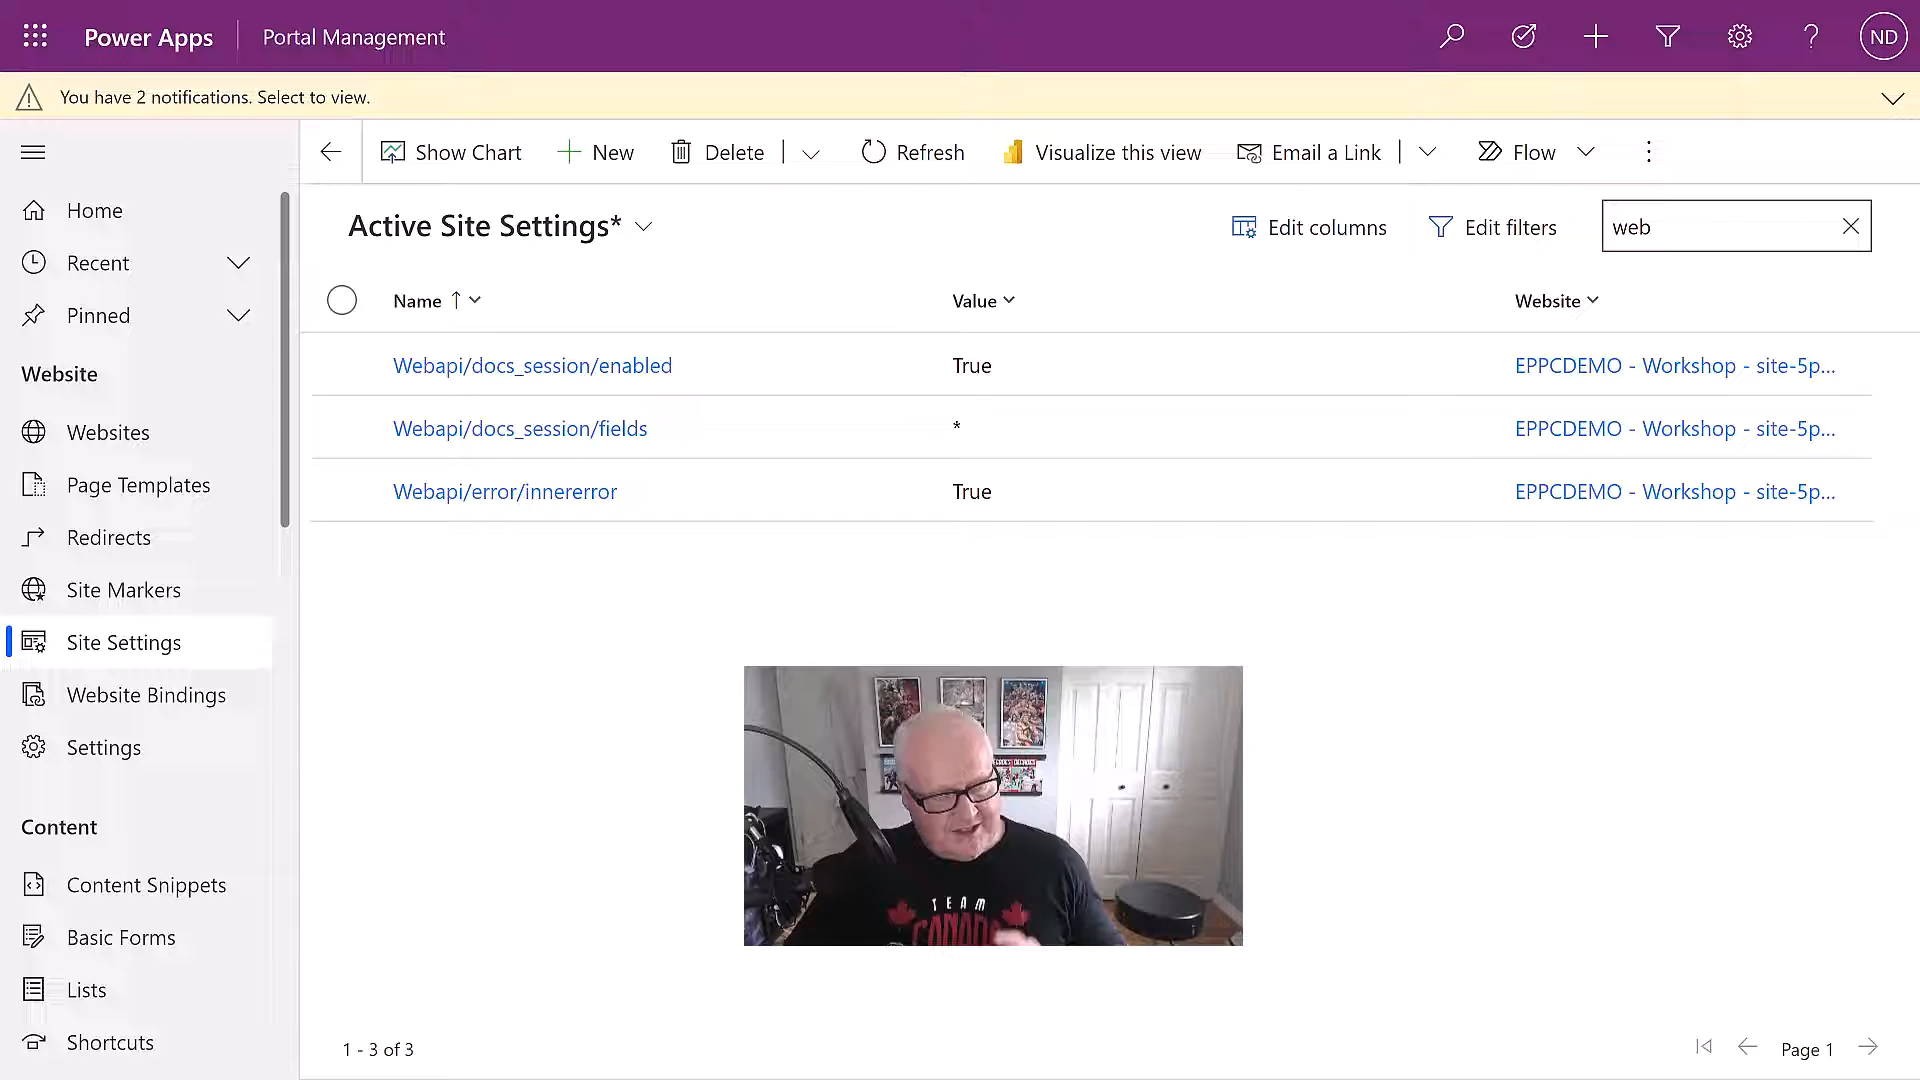 Power Apps
Portal Management
ND
You have 2 notifications. Select to view.
Show Chart
New
Delete
Refresh
Visualize this view
Email a Link
Flow
Home
Recent
Pinned
Website
Websites
Page Templates
Redirects
Site Markers
Site Settings
Website Bindings
Settings
Content
Content Snippets
Basic Forms
Lists
Shortcuts
Active Site Settings*
Edit columns
Edit filters
web
Name Value Website
Webapi/docs_session/enabled True EPPCDEMO - Workshop - site-5p...
Webapi/docs_session/fields * EPPCDEMO - Workshop - site-5p...
Webapi/error/innererror True EPPCDEMO - Workshop - site-5p...
TEAM
CANADA
1 - 3 of 3
Page 1